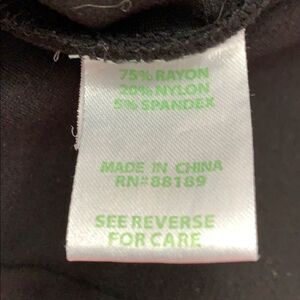 75% RAYON
20% NYLON
5% SPANDEX
MADE IN CHINA
RN#88189
SEE REVERSE
FOR CARE